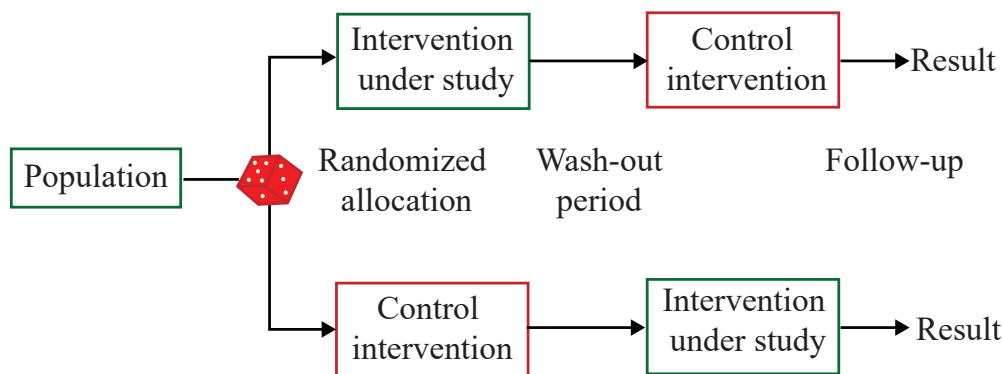 Intervention
under study
Control
intervention
Result
Population
Randomized
allocation
Wash-out
period
Follow-up
Control
intervention
Intervention
under study
Result